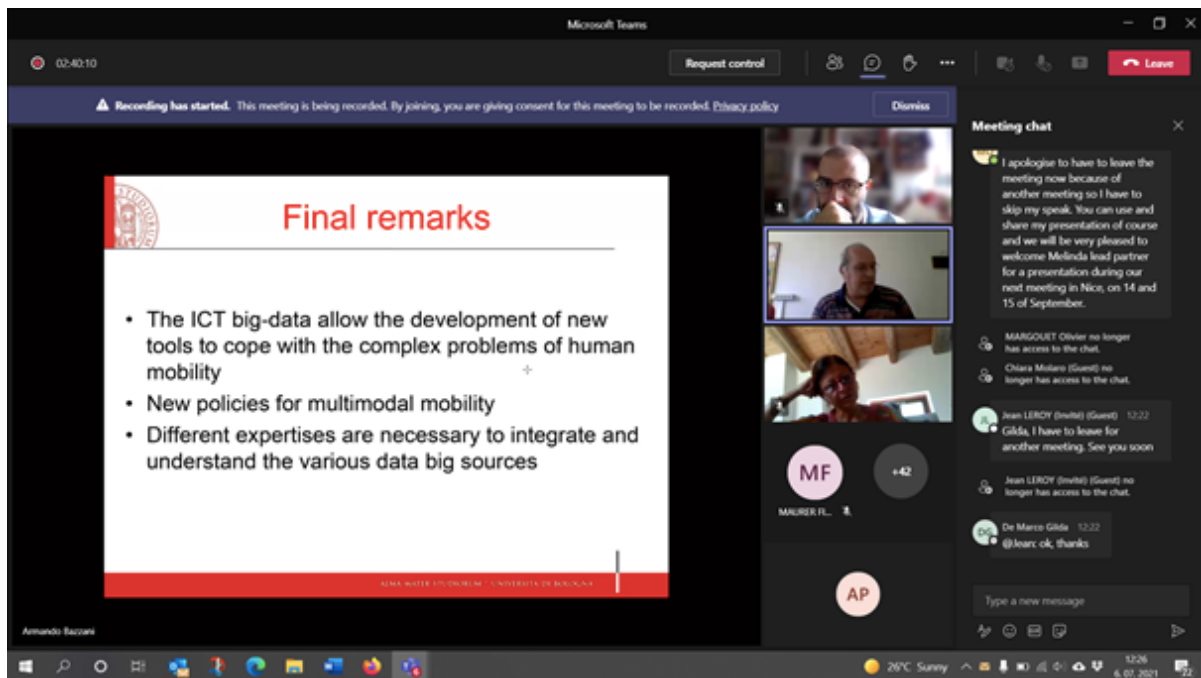 Microsoft Teams
02:40:10
Request control
Leave
Recording has started. This meeting is being recorded. By joining, you are giving consent for this meeting to be recorded. Privacy policy
Dismiss
STUDIORUM
Final remarks
• The ICT big-data allow the development of new
tools to cope with the complex problems of human
mobility
• New policies for multimodal mobility
• Different expertises are necessary to integrate and
understand the various data big sources
ALMA MATER STUDIORUM - UNIVERSITÀ DI BOLOGNA
Armando Bazzani
MF
+42
MAURER FL...
AP
Meeting chat
I apologise to have to leave the
meeting now because of
another meeting so I have to
skip my speak. You can use and
share my presentation of course
and we will be very pleased to
welcome Melinda lead partner
for a presentation during our
next meeting in Nice, on 14 and
15 of September.
MARGOUET Olivier no longer
has access to the chat.
Chiara Molaro (Guest) no
longer has access to the chat.
JL
Jean LEROY (Invité) (Guest) 12:22
Gilda, I have to leave for
another meeting. See you soon
Jean LEROY (Invité) (Guest) no
longer has access to the chat.
DG
De Marco Gilda 12:22
@Jean: ok, thanks
Type a new message
26°C Sunny
12:26
6. 07. 2021
22